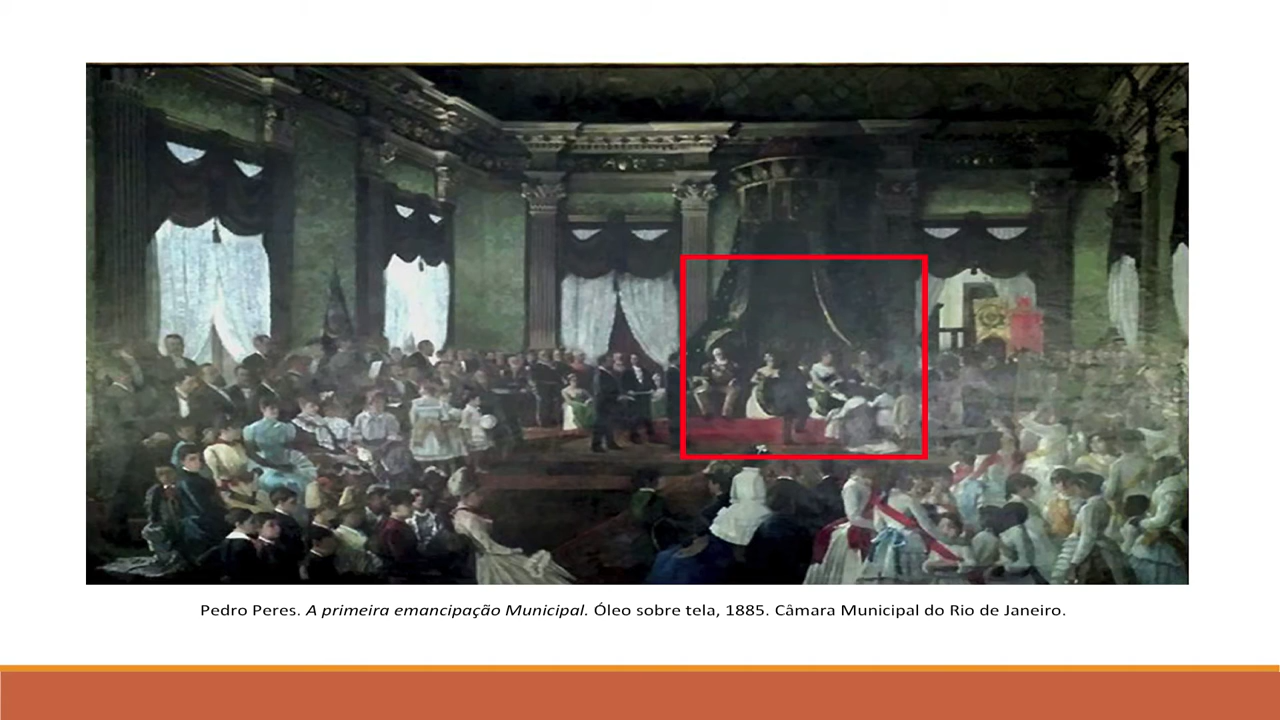 Pedro Peres. A primeira emancipação Municipal. Óleo sobre tela, 1885. Câmara Municipal do Rio de Janeiro.